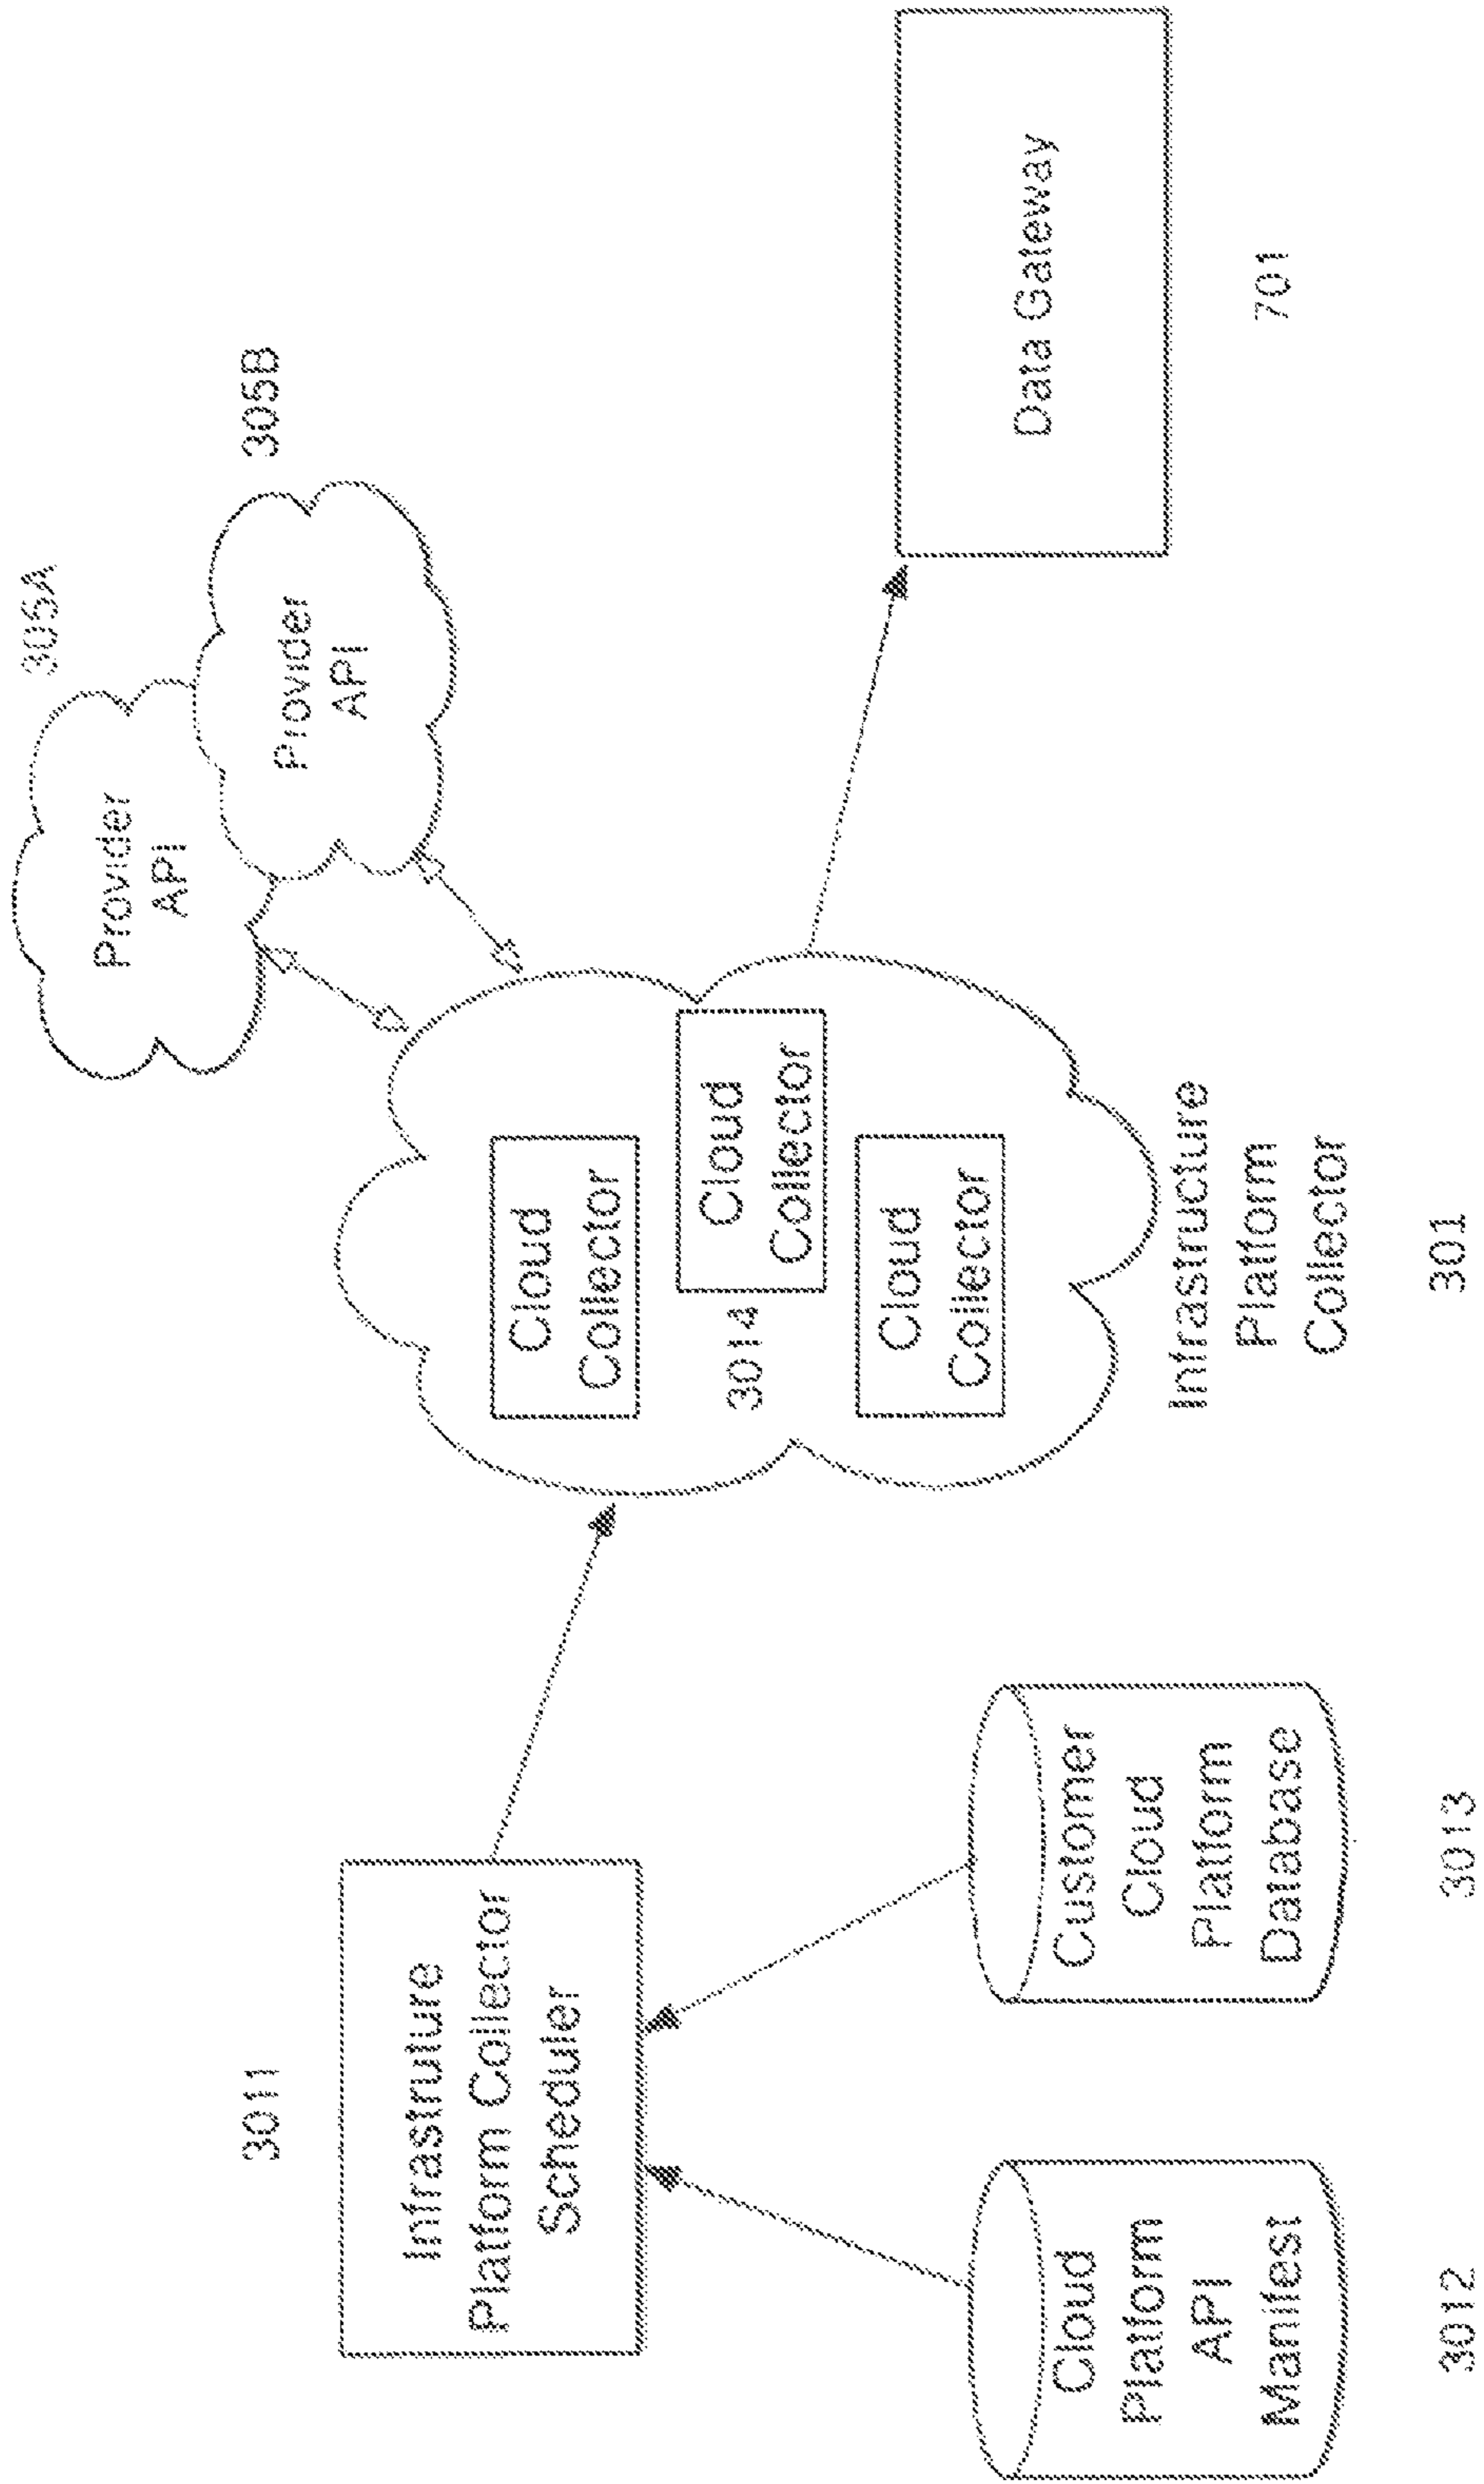 3011
Infrastruture
Platform Collector
Scheduler
Cloud
Platform
API
Manifest
3012
Customer
Cloud
Platform
Database
3013
Cloud
Collector
3014
Cloud
Collector
Cloud
Collector
Infrastructure
Platform
Collector
301
305A
Provider
API
305B
Provider
API
Data Gateway
701